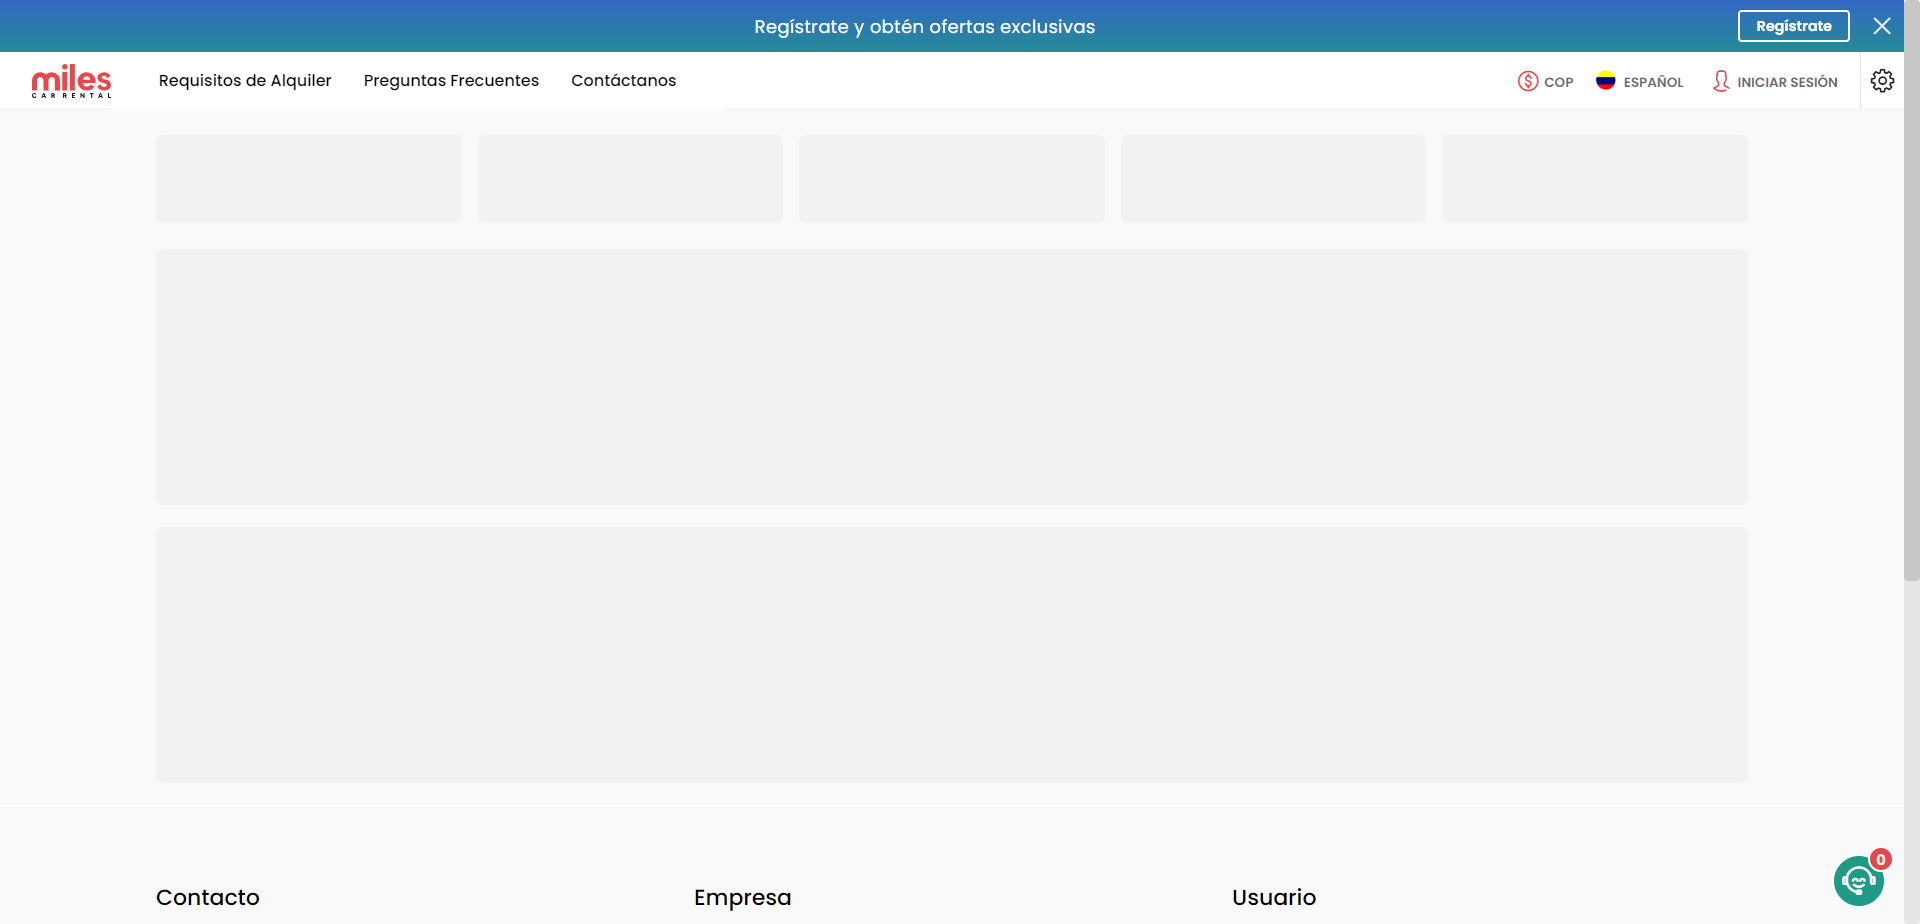 Regístrate y obtén ofertas exclusivas
Regístrate
miles
CAR RENTAL
Requisitos de Alquiler
Preguntas Frecuentes
Contáctanos
COP
ESPAÑOL
INICIAR SESIÓN
0
Contacto
Empresa
Usuario